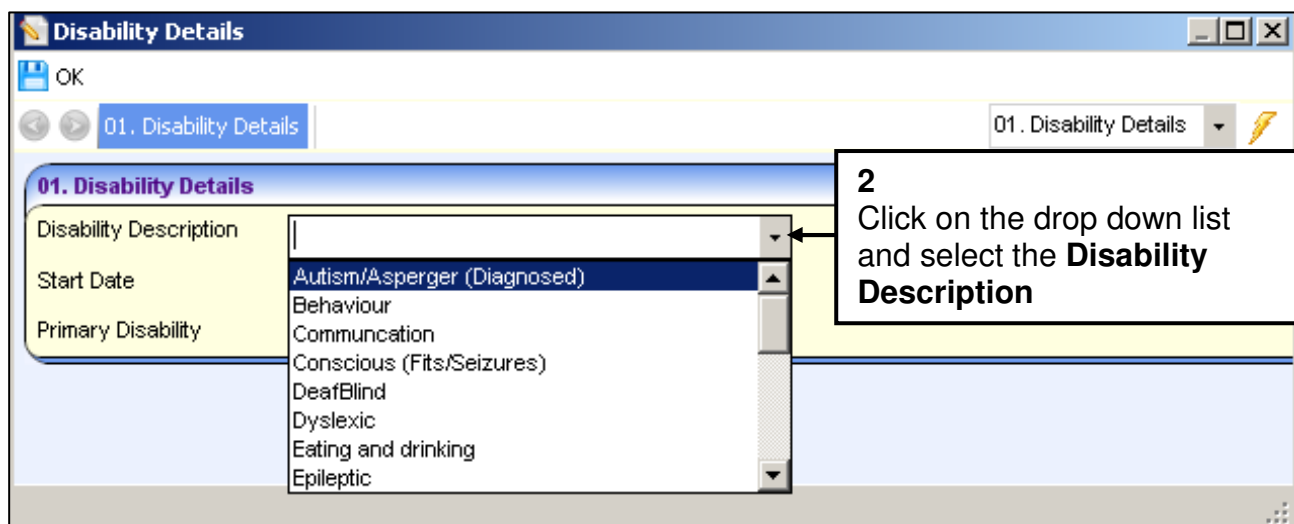 Disability Details
OK
01. Disability Details
01. Disability Details
01. Disability Details
Disability Description
Start Date
Primary Disability
Autism/Asperger (Diagnosed)
Behaviour
Communcation
Conscious (Fits/Seizures)
DeafBlind
Dyslexic
Eating and drinking
Epileptic
2
Click on the drop down list
and select the Disability
Description